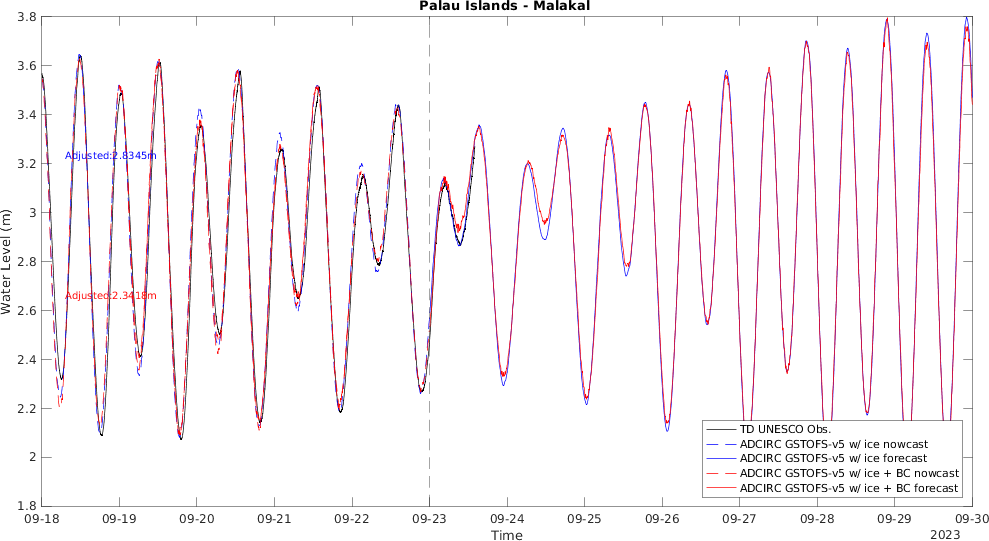 Palau Islands - Malakal
3.8
3.6
3.4
3.2
3
2.8
2.6
2.4
2.2
2
1.8
Water Level (m)
Adjusted:2.8345m
Adjusted:2.3418m
TD UNESCO Obs.
ADCIRC GSTOFS-v5 w/ ice nowcast
ADCIRC GSTOFS-v5 w/ ice forecast
ADCIRC GSTOFS-v5 w/ ice + BC nowcast
ADCIRC GSTOFS-v5 w/ ice + BC forecast
09-18 09-19 09-20 09-21 09-22 09-23 09-24 09-25 09-26 09-27 09-28 09-29 09-30
Time
2023